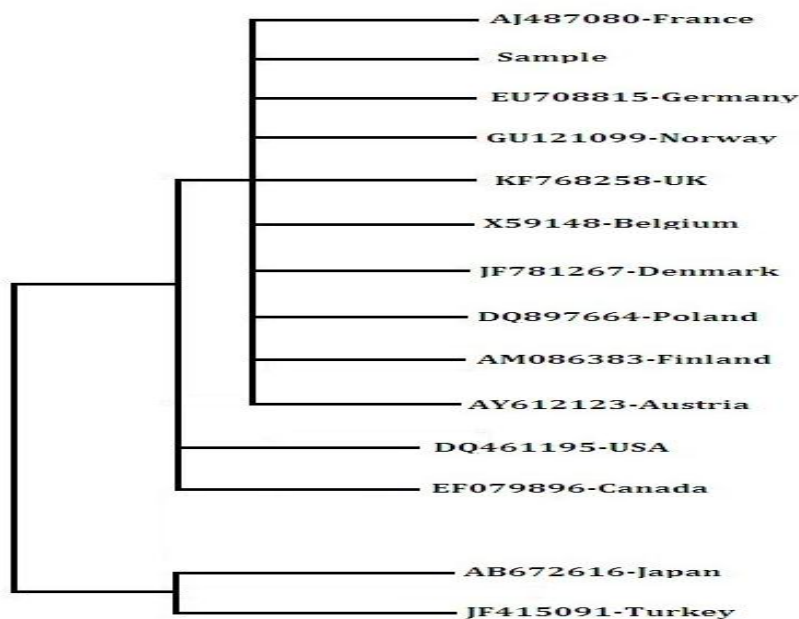 AJ487080-France
Sample
EU708815-Germany
GU121099-Norway
KF768258-UK
X59148-Belgium
JF781267-Denmark
DQ897664-Poland
AM086383-Finland
AY612123-Austria
DQ461195-USA
EF079896-Canada
AB672616-Japan
JF415091-Turkey